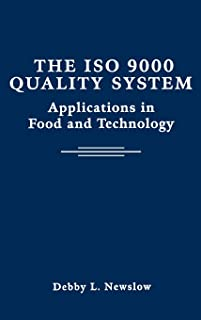 THE ISO 9000
QUALITY SYSTEM
Applications in
Food and Technology
Debby L. Newslow